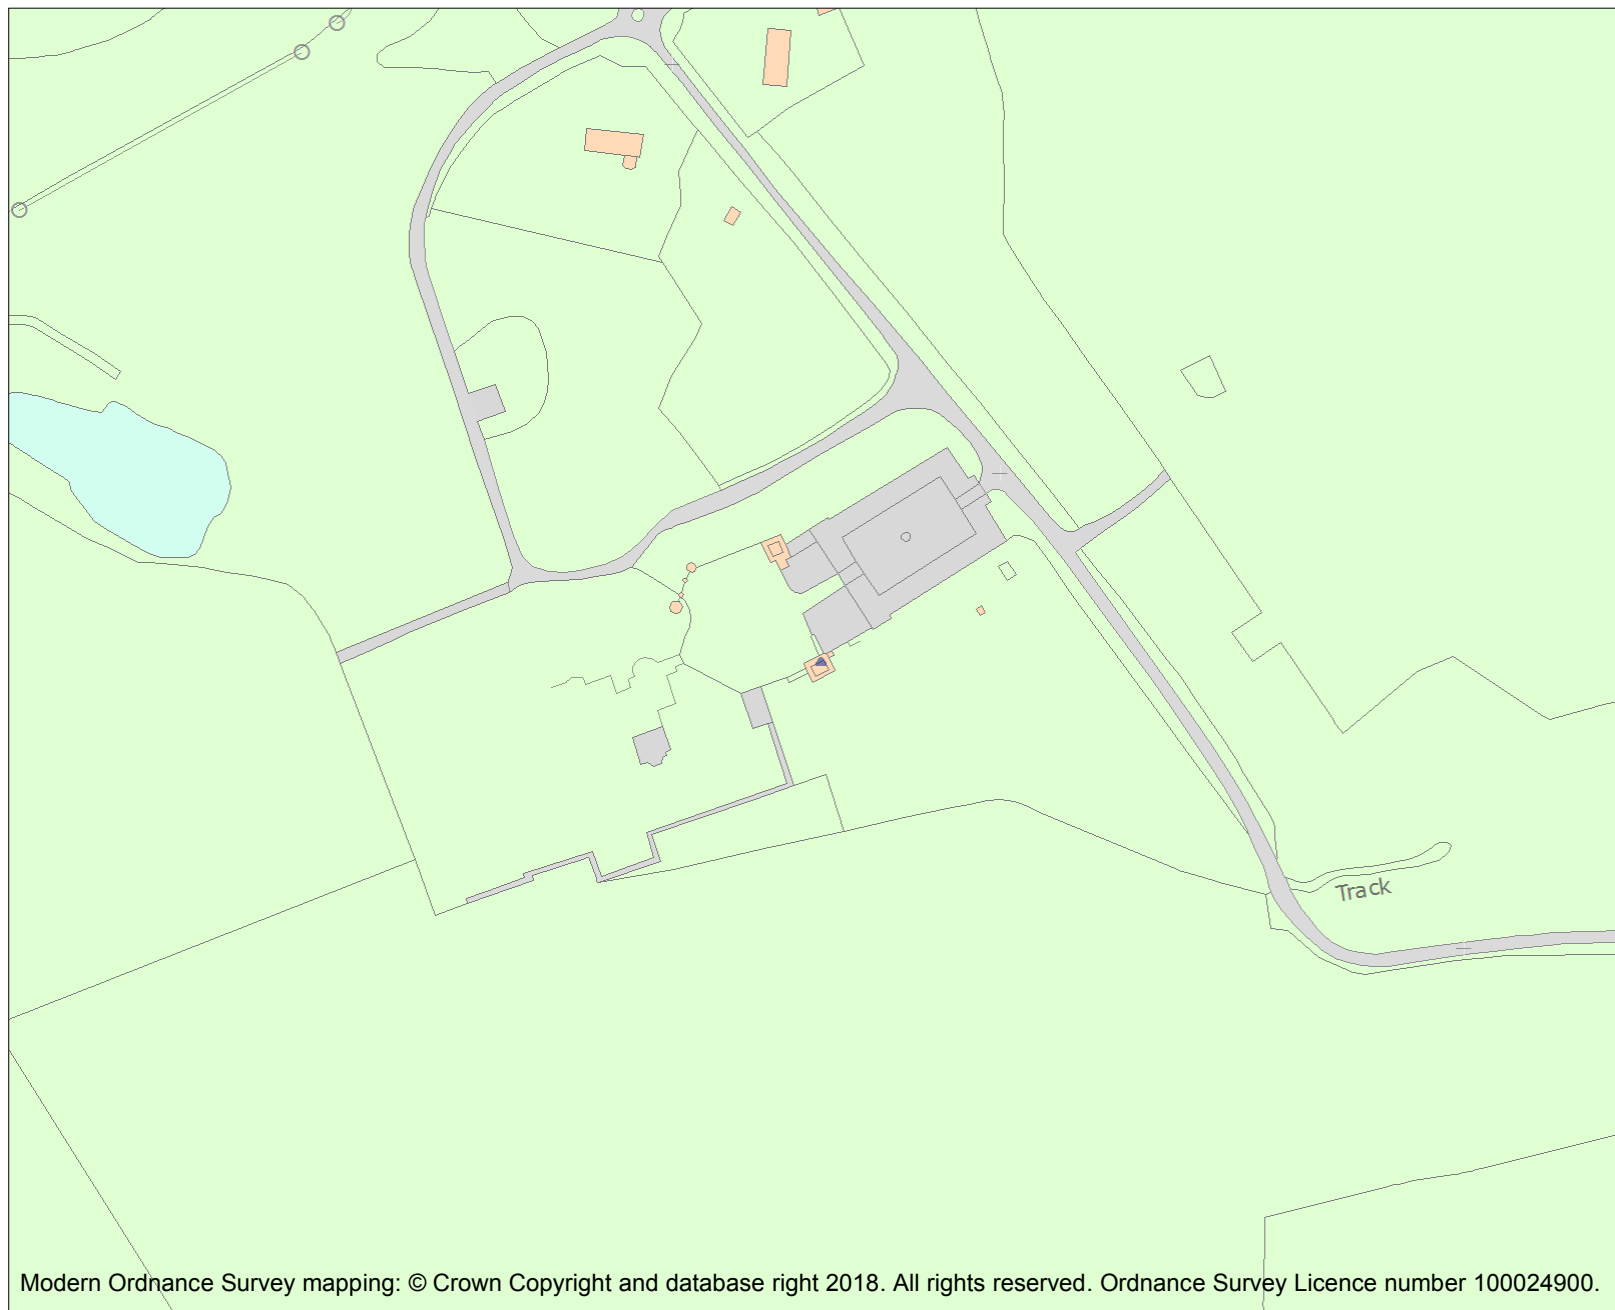 Track
Modern Ordnance Survey mapping: © Crown Copyright and database right 2018. All rights reserved. Ordnance Survey Licence number 100024900.